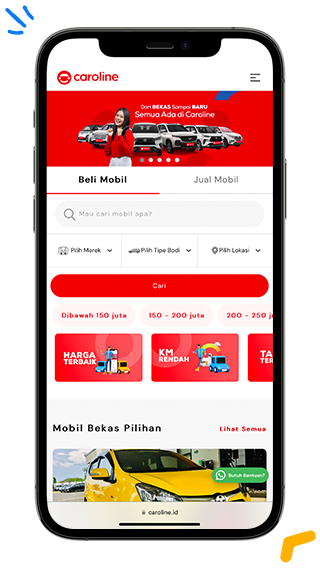 caroline
Dari BEKAS Sampai BARU
Semua Ada di Caroline
Beli Mobil
Jual Mobil
Mau cari mobil apa?
Pilih Merek
Pilih Tipe Bodi
Pilih Lokasi
Cari
Dibawah 150 juta
150 - 200 juta
200 - 250 j
HARGA
TERBAIK
KM
RENDAH
TA
TERB
Mobil Bekas Pilihan
Lihat Semua
Butuh Bantuan?
caroline.id